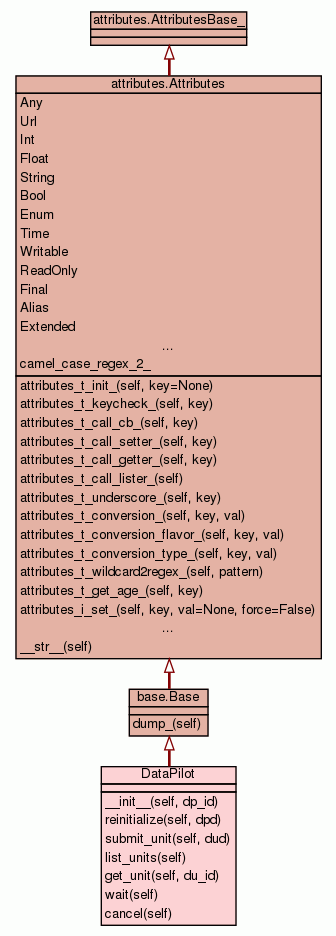 attributes.AttributesBase_
attributes.Attributes
Any
Url
Int
Float
String
Bool
Enum
Time
Writable
ReadOnly
Final
Alias
Extended
...
camel_case_regex_2_
attributes_t_init_(self, key=None)
attributes_t_keycheck_(self, key)
attributes_t_call_cb_(self, key)
attributes_t_call_setter_(self, key)
attributes_t_call_getter_(self, key)
attributes_t_call_lister_(self)
attributes_t_underscore_(self, key)
attributes_t_conversion_(self, key, val)
attributes_t_conversion_flavor_(self, key, val)
attributes_t_conversion_type_(self, key, val)
attributes_t_wildcard2regex_(self, pattern)
attributes_t_get_age_(self, key)
attributes_i_set_(self, key, val=None, force=False)
...
__str__(self)
base.Base
dump_(self)
DataPilot
__init__(self, dp_id)
reinitialize(self, dpd)
submit_unit(self, dud)
list_units(self)
get_unit(self, du_id)
wait(self)
cancel(self)